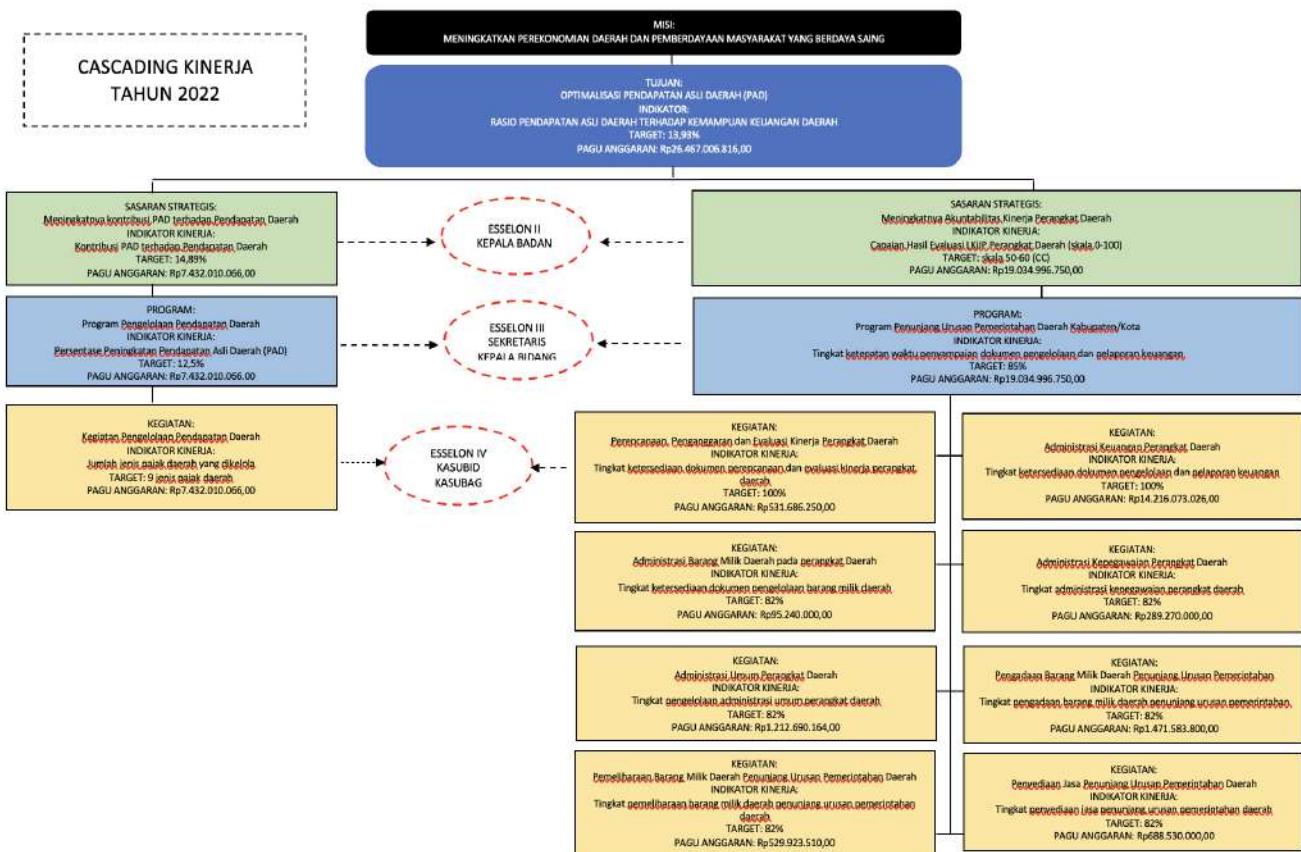 MISI:
MENINGKATKAN PEREKONOMIAN DAERAH DAN PEMBERDAYAAN MASYARAKAT YANG BERDAYA SAING
CASCADING KINERJA
TAHUN 2022
TUJUAN:
OPTIMALISASI PENDAPATAN ASLI DAERAH (PAD)
INDIKATOR:
RASIO PENDAPATAN ASLI DAERAH TERHADAP KEMAMPUAN KEUANGAN DAERAH
TARGET: 13,93%
PAGU ANGGARAN: Rp26.467.006.816,00
SASARAN STRATEGIS:
Meningkatnya kontribusi PAD terhadap Pendapatan Daerah
INDIKATOR KINERJA:
Kontribusi PAD terhadap Pendapatan Daerah
TARGET: 14,89%
PAGU ANGGARAN: Rp7.432.010.066,00
ESSELON II
KEPALA BADAN
SASARAN STRATEGIS:
Meningkatnya Akuntabilitas Kinerja Perangkat Daerah
INDIKATOR KINERJA:
Capaian Hasil Evaluasi LKjIP Perangkat Daerah (skala 0-100)
TARGET: skala 50-60 (CC)
PAGU ANGGARAN: Rp19.034.996.750,00
PROGRAM:
Program Pengelolaan Pendapatan Daerah
INDIKATOR KINERJA:
Persentase Peningkatan Pendapatan Asli Daerah (PAD)
TARGET: 12,5%
PAGU ANGGARAN: Rp7.432.010.066.00
ESSELON III
SEKRETARIS
KEPALA BIDANG
PROGRAM:
Program Penunjang Urusan Pemerintahan Daerah Kabupaten/Kota
INDIKATOR KINERJA:
Tingkat ketepatan waktu penyampaian dokumen pengelolaan dan pelaporan keuangan
TARGET: 85%
PAGU ANGGARAN: Rp19.034.996.750,00
KEGIATAN:
Kegiatan Pengelolaan Pendapatan Daerah
INDIKATOR KINERJA:
Jumlah jenis pajak daerah yang dikelola
TARGET: 9 jenis pajak daerah
PAGU ANGGARAN: Rp7.432.010.066,00
ESSELON IV
KASUBID
KASUBAG
KEGIATAN:
Perencanaan, Penganggaran dan Evaluasi Kinerja Perangkat Daerah
INDIKATOR KINERJA:
Tingkat ketersediaan dokumen perencanaan dan evaluasi kinerja perangkat
daerah
TARGET: 100%
PAGU ANGGARAN: Rp531.686.250,00
KEGIATAN:
Administrasi Keuangan Perangkat Daerah
INDIKATOR KINERJA:
Tingkat ketersediaan dokumen pengelolaan dan pelaporan keuangan
TARGET: 100%
PAGU ANGGARAN: Rp14.216.073.026,00
KEGIATAN:
Administrasi Barang Milik Daerah pada perangkat Daerah
INDIKATOR KINERJA:
Tingkat ketersediaan dokumen pengelolaan barang milik daerah
TARGET: 82%
PAGU ANGGARAN: Rp95.240.000,00
KEGIATAN:
Administrasi Kepegawaian Perangkat Daerah
INDIKATOR KINERJA:
Tingkat administrasi kepegawaian perangkat daerah
TARGET: 82%
PAGU ANGGARAN: Rp289.270.000,00
KEGIATAN:
Administrasi Umum Perangkat Daerah
INDIKATOR KINERJA:
Tingkat pengelolaan administrasi umum perangkat daerah
TARGET: 82%
PAGU ANGGARAN: Rp1.212.690.164,00
KEGIATAN:
Pengadaan Barang Milik Daerah Penunjang Urusan Pemerintahan
INDIKATOR KINERJA:
Tingkat pengadaan barang milik daerah penunjang urusan pemerintahan
TARGET: 82%
PAGU ANGGARAN: Rp1.471.583.800,00
KEGIATAN:
Pemeliharaan Barang Milik Daerah Penunjang Urusan Pemerintahan Daerah
INDIKATOR KINERJA:
Tingkat pemeliharaan barang milik daerah penunjang urusan pemerintahan
daerah
TARGET: 82%
PAGU ANGGARAN: Rp529.923.510,00
KEGIATAN:
Penyediaan Jasa Penunjang Urusan Pemerintahan Daerah
INDIKATOR KINERJA:
Tingkat penyediaan jasa penunjang urusan pemerintahan daerah
TARGET: 82%
PAGU ANGGARAN: Rp688.530.000,00